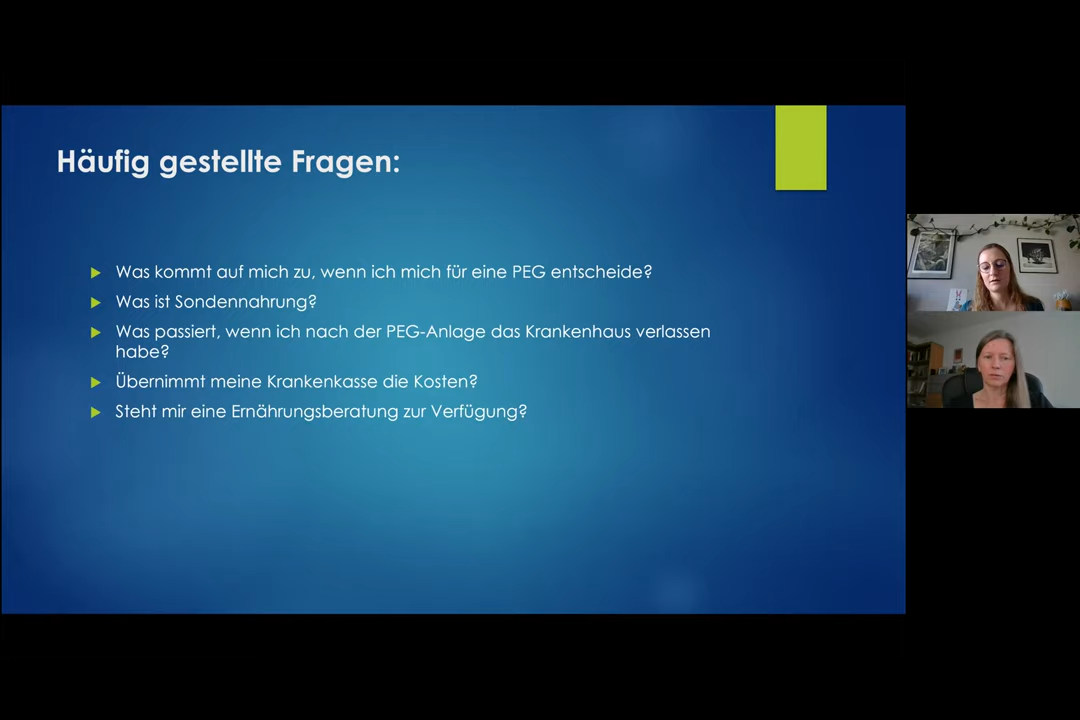 Häufig gestellte Fragen:
Was kommt auf mich zu, wenn ich mich für eine PEG entscheide?
Was ist Sondennahrung?
Was passiert, wenn ich nach der PEG-Anlage das Krankenhaus verlassen
habe?
Übernimmt meine Krankenkasse die Kosten?
Steht mir eine Ernährungsberatung zur Verfügung?